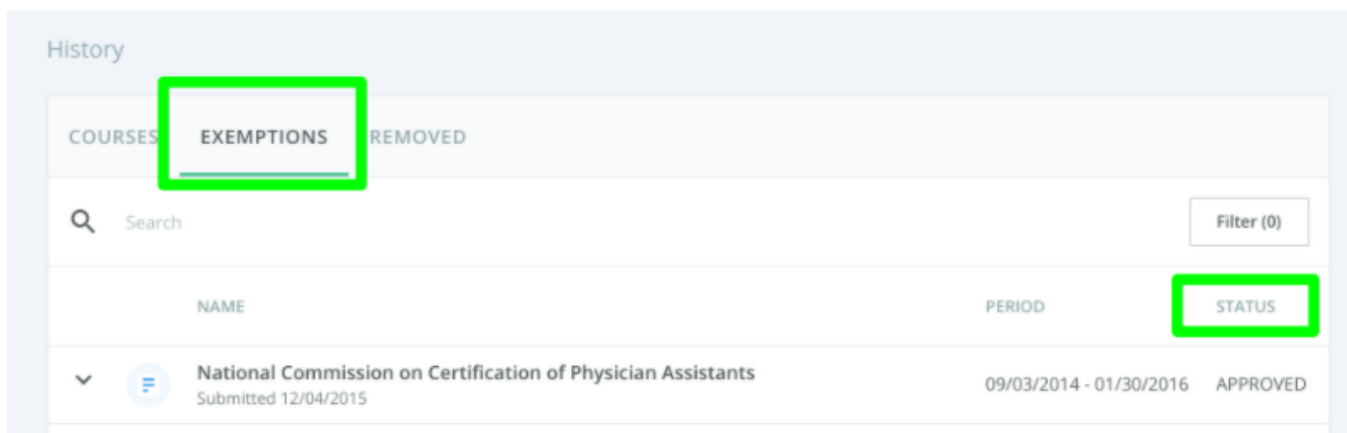 History
COURSES EXEMPTIONS REMOVED
Search Filter (0)
NAME PERIOD STATUS
National Commission on Certification of Physician Assistants
Submitted 12/04/2015
09/03/2014 - 01/30/2016 APPROVED